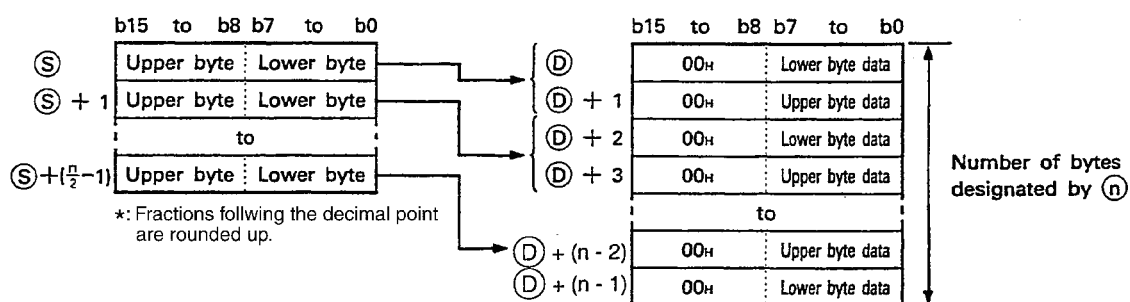 b15 to b8 b7 to b0
b15 to b8 b7 to b0
Ⓢ Upper byte Lower byte
Ⓢ + 1 Upper byte Lower byte
to
Ⓢ+(n/2−1) Upper byte Lower byte
*: Fractions follwing the decimal point
are rounded up.
Ⓓ 00H Lower byte data
Ⓓ + 1 00H Upper byte data
Ⓓ + 2 00H Lower byte data
Ⓓ + 3 00H Upper byte data
to
Ⓓ + (n - 2) 00H Upper byte data
Ⓓ + (n - 1) 00H Lower byte data
Number of bytes
designated by ⓝ